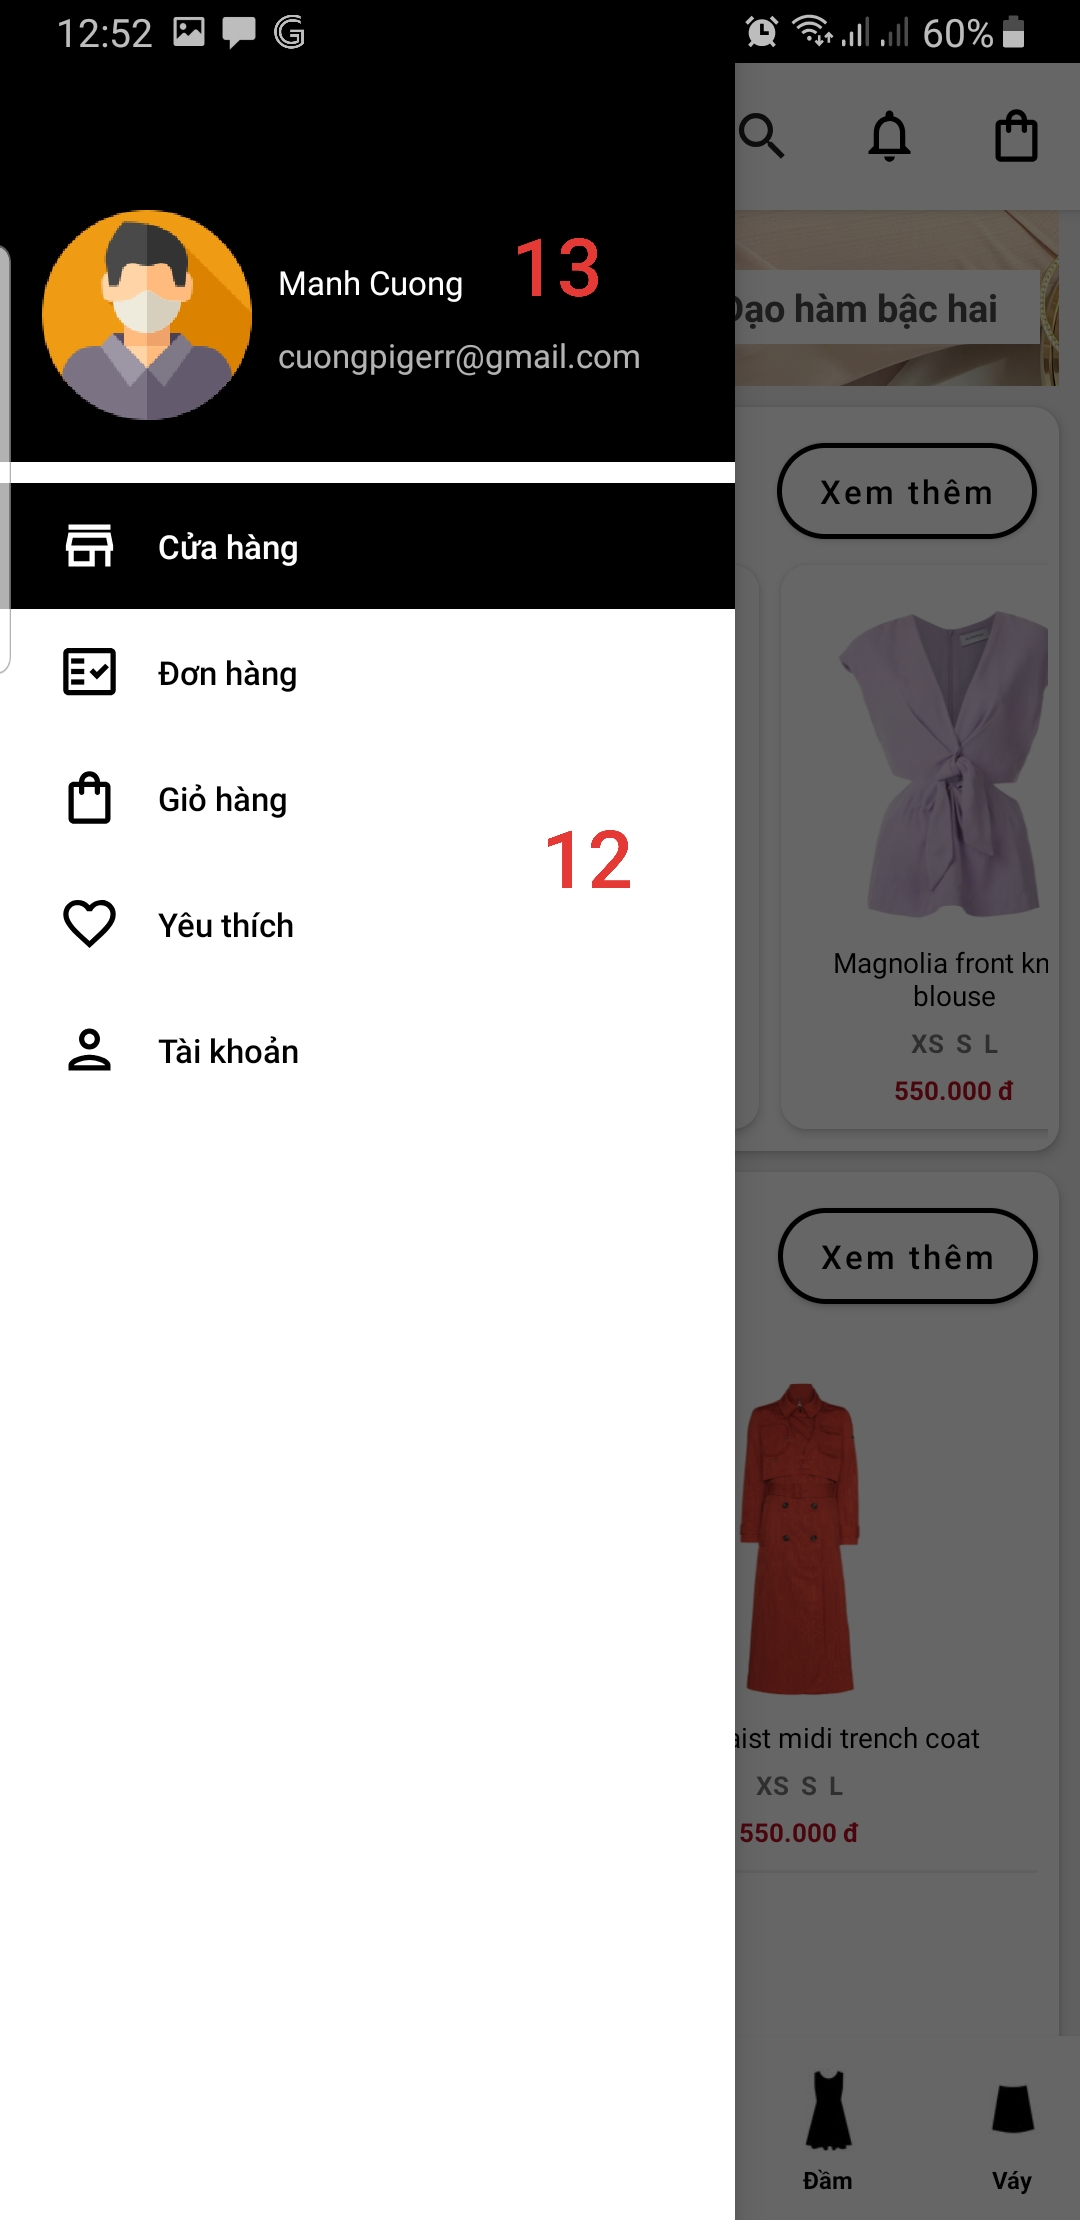 12:52
60%
Manh Cuong
13
cuongpigerr@gmail.com
Đạo hàm bậc hai
Xem thêm
Cửa hàng
Đơn hàng
Giỏ hàng
12
Yêu thích
Tài khoản
Magnolia front kn
blouse
XS S L
550.000 đ
Xem thêm
aist midi trench coat
XS S L
550.000 đ
Đầm
Váy